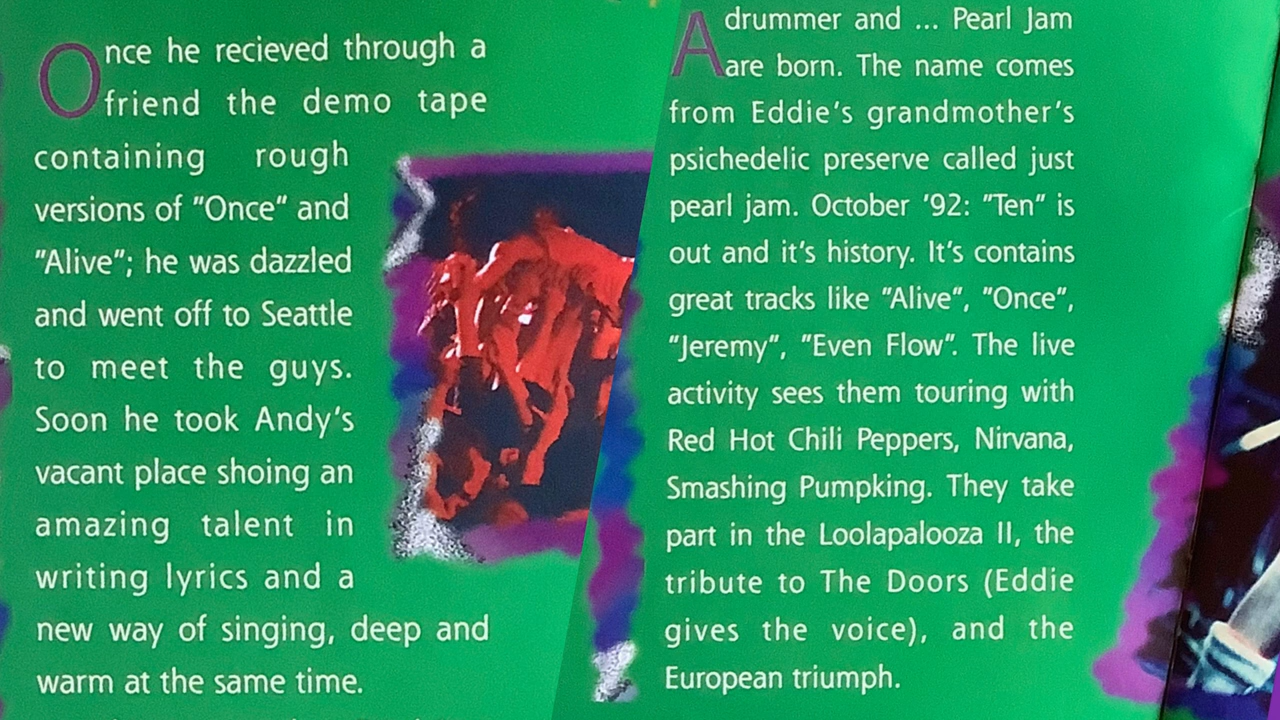 Once he recieved through a
friend the demo tape
containing rough
versions of "Once" and
"Alive"; he was dazzled
and went off to Seattle
to meet the guys.
Soon he took Andy's
vacant place shoing an
amazing talent in
writing lyrics and a
new way of singing, deep and
warm at the same time.
A drummer and ... Pearl Jam
are born. The name comes
from Eddie's grandmother's
psichedelic preserve called just
pearl jam. October '92: "Ten" is
out and it's history. It's contains
great tracks like "Alive", "Once",
"Jeremy", "Even Flow". The live
activity sees them touring with
Red Hot Chili Peppers, Nirvana,
Smashing Pumpking. They take
part in the Loolapalooza II, the
tribute to The Doors (Eddie
gives the voice), and the
European triumph.